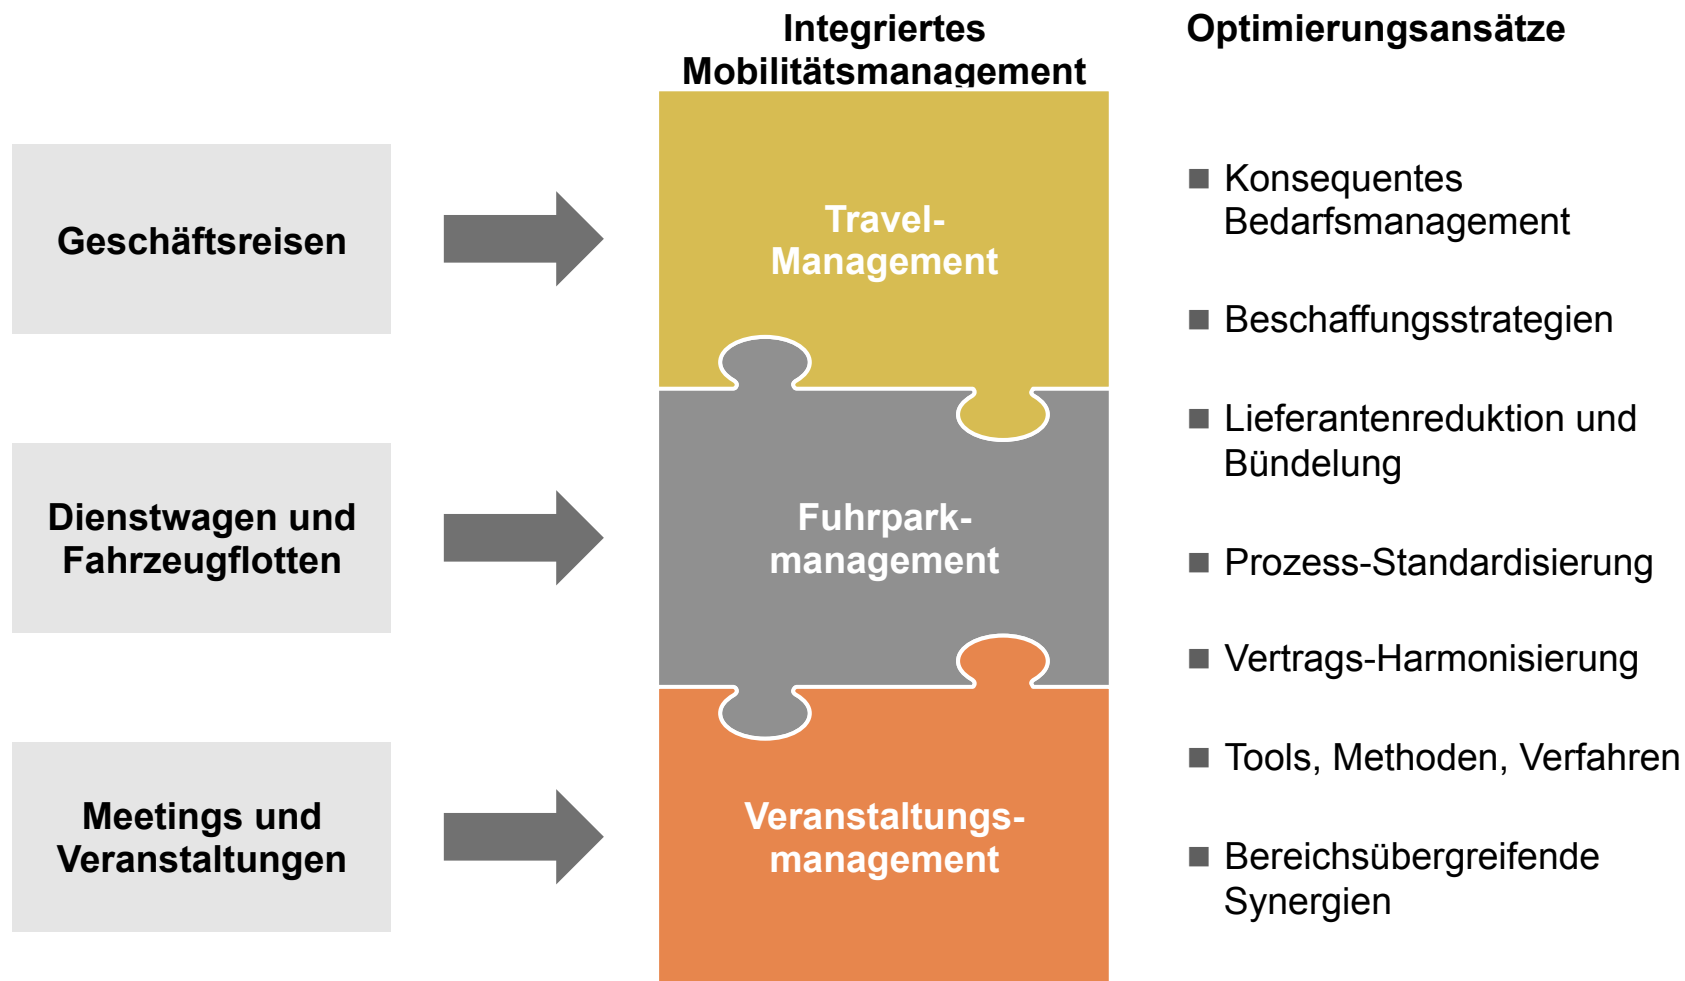 Integriertes
Mobilitätsmanagement
Optimierungsansätze
Geschäftsreisen
Travel-
Management
Dienstwagen und
Fahrzeugflotten
Fuhrpark-
management
Meetings und
Veranstaltungen
Veranstaltungs-
management
Konsequentes
Bedarfsmanagement
Beschaffungsstrategien
Lieferantenreduktion und
Bündelung
Prozess-Standardisierung
Vertrags-Harmonisierung
Tools, Methoden, Verfahren
Bereichsübergreifende
Synergien